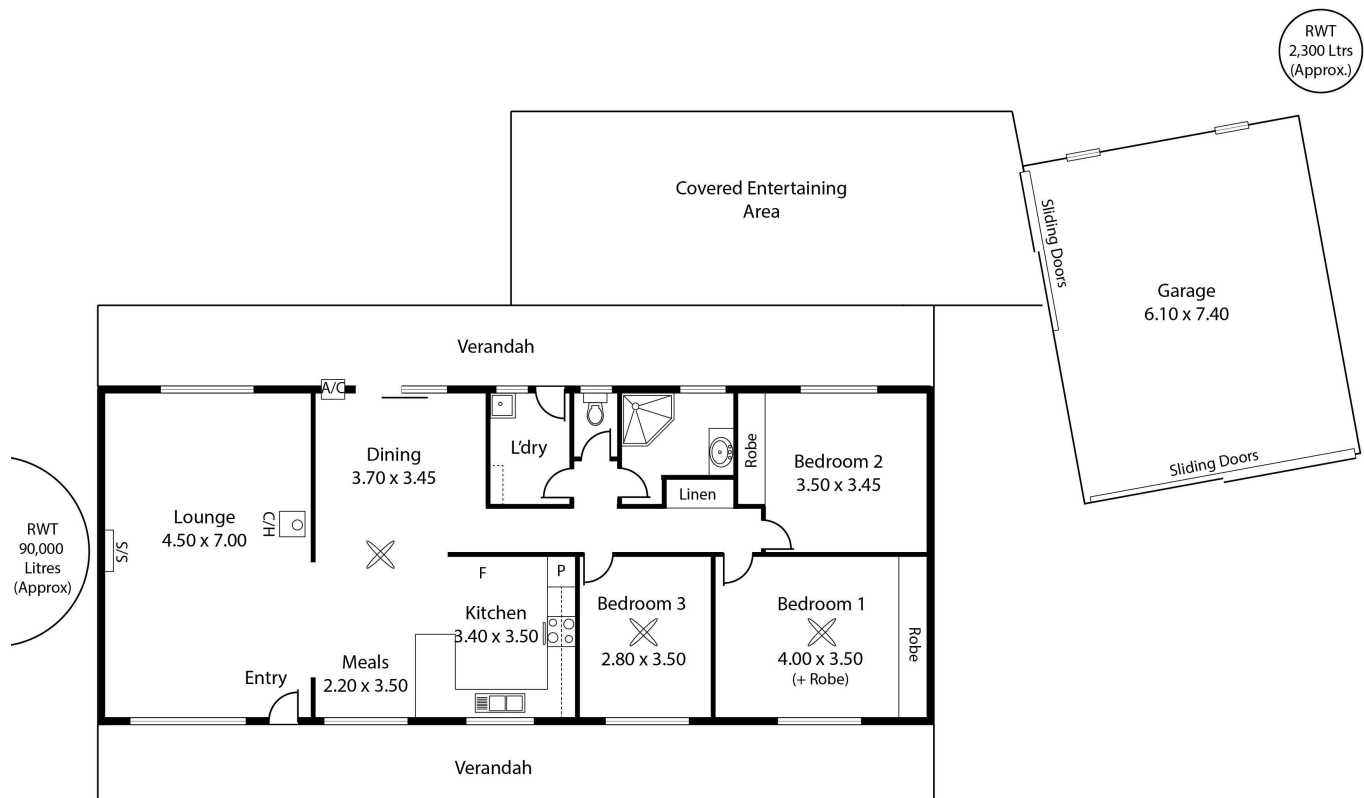 RWT
2,300 Ltrs
(Approx.)
Covered Entertaining
Area
Sliding Doors
Garage
6.10 x 7.40
Sliding Doors
Verandah
A/C
Dining
3.70 x 3.45
L'dry
Linen
Robe
Bedroom 2
3.50 x 3.45
Lounge
4.50 x 7.00
C/H
S/S
RWT
90,000
Litres
(Approx)
F
P
Kitchen
3.40 x 3.50
Bedroom 3
2.80 x 3.50
Bedroom 1
4.00 x 3.50
(+ Robe)
Robe
Meals
2.20 x 3.50
Entry
Verandah